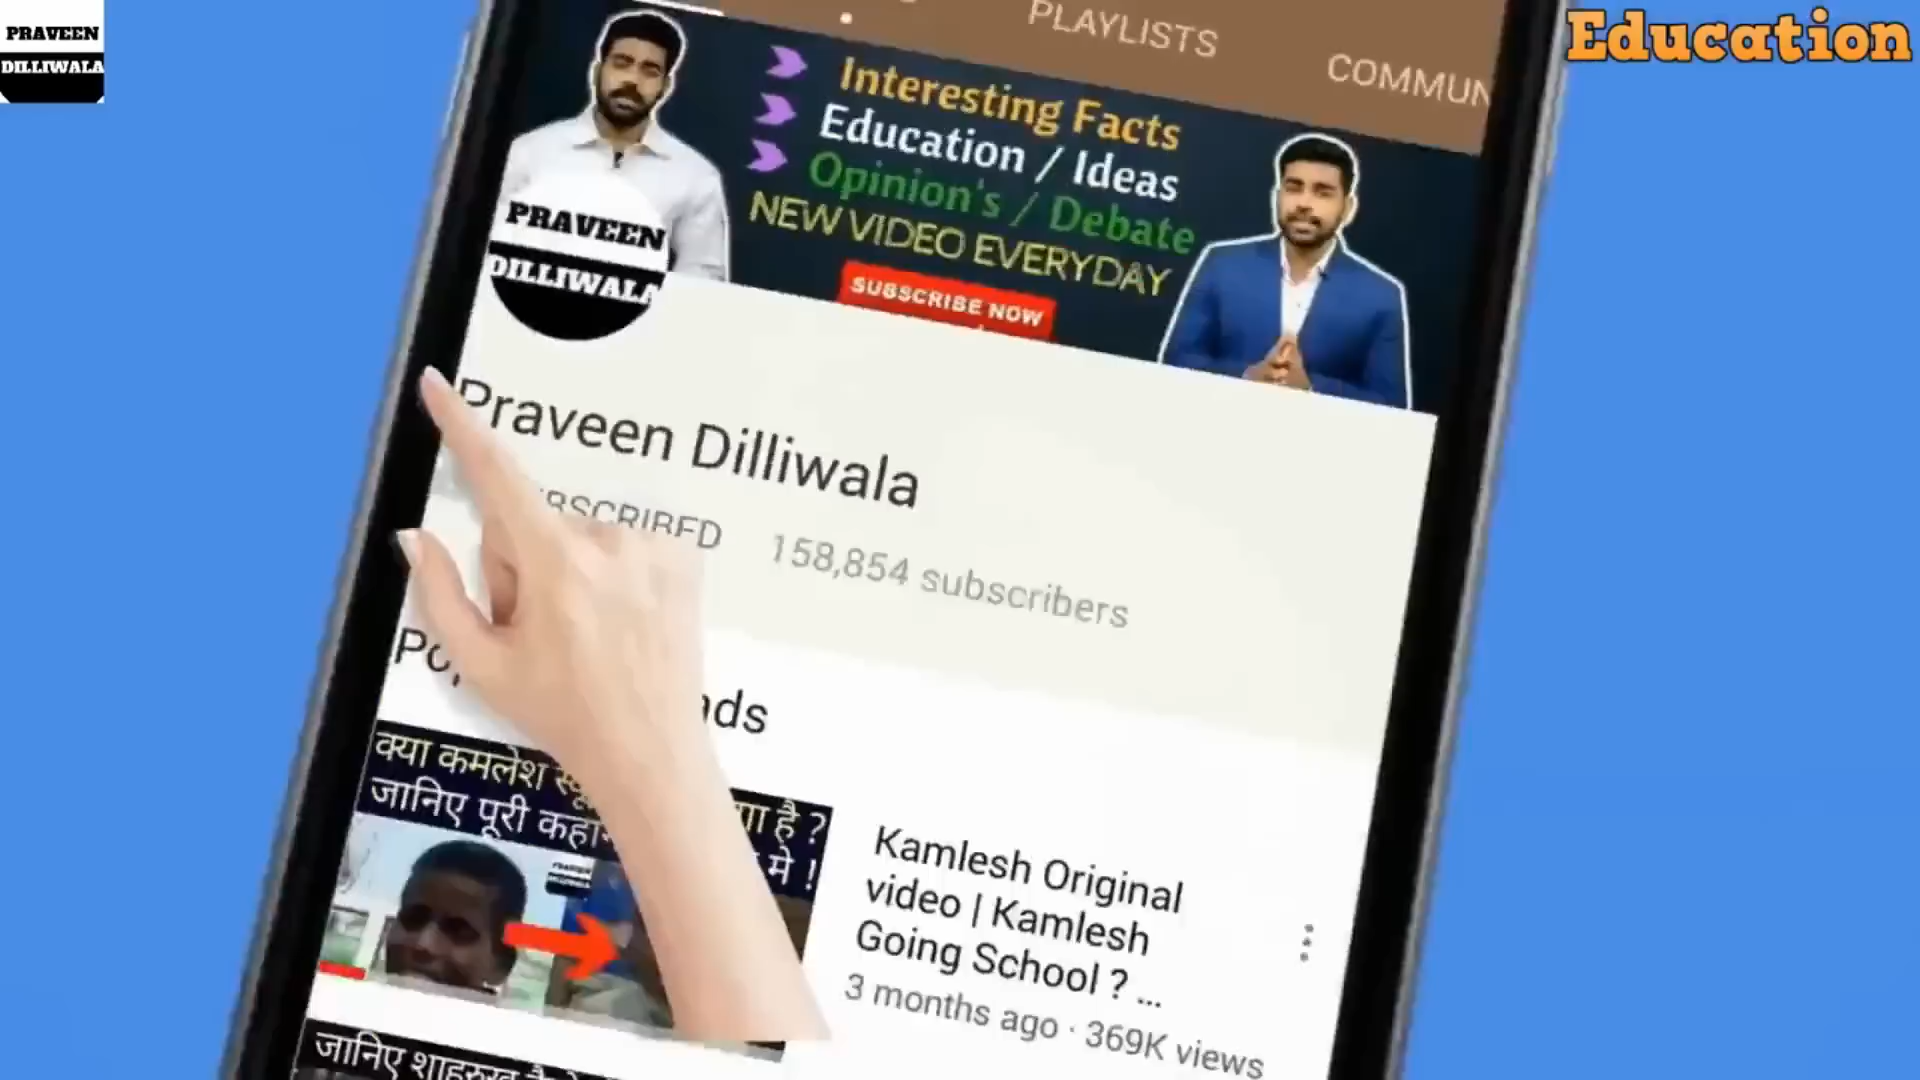 PRAVEEN
DILLIWALA
Education
PLAYLISTS
Interesting Facts
Education / Ideas
Opinion's / Debate
NEW VIDEO EVERYDAY
SUBSCRIBE NOW
PRAVEEN
DILLIWALA
Praveen Dilliwala
158,854 subscribers
क्या कमलेश है ?
जानिए पूरी मे !
Kamlesh Original
video | Kamlesh
Going School ? ...
3 months ago · 369K views
जानिए